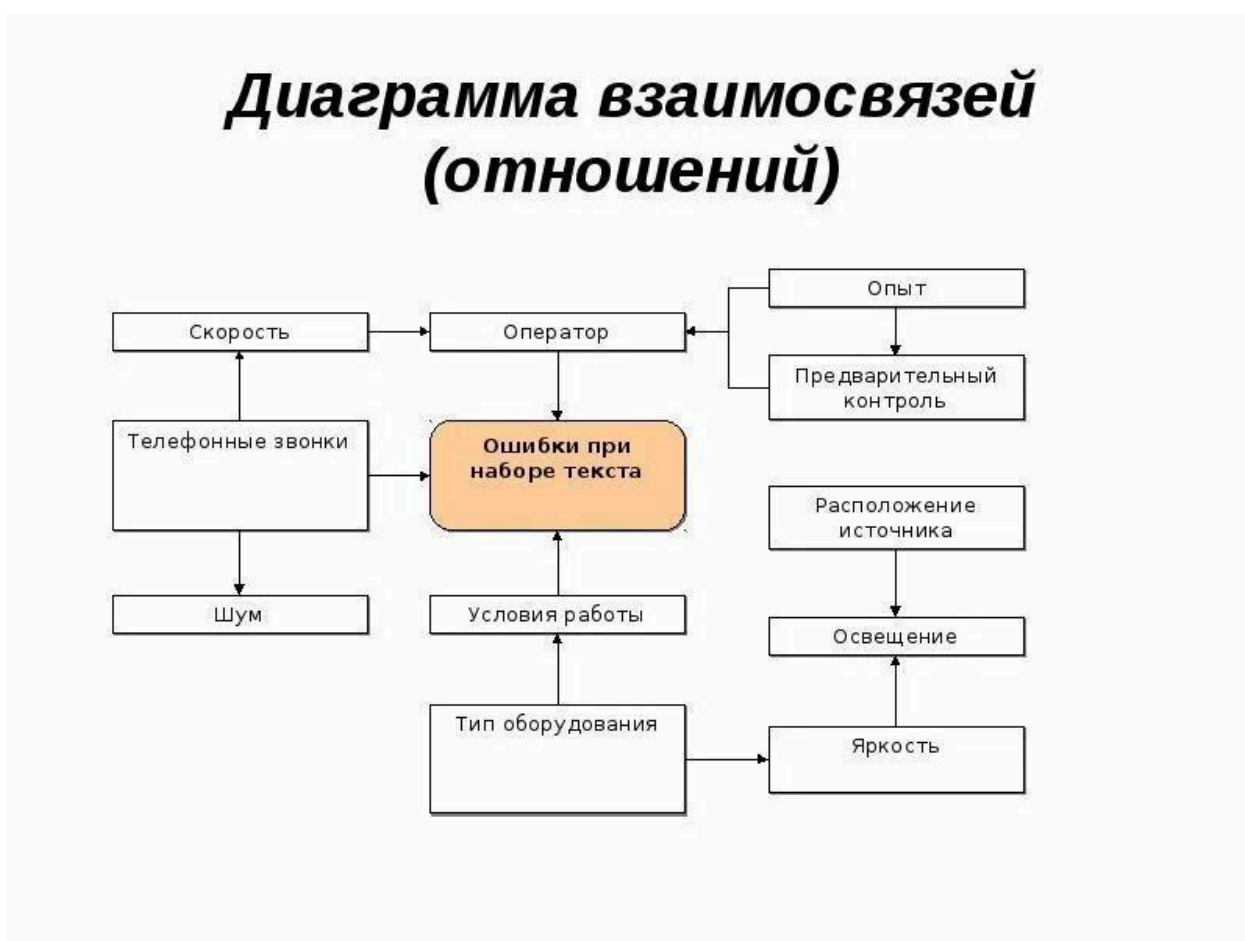 Диаграмма взаимосвязей
(отношений)
Опыт
Скорость
Оператор
Предварительный
контроль
Телефонные звонки
Ошибки при
наборе текста
Расположение
источника
Шум
Условия работы
Освещение
Тип оборудования
Яркость